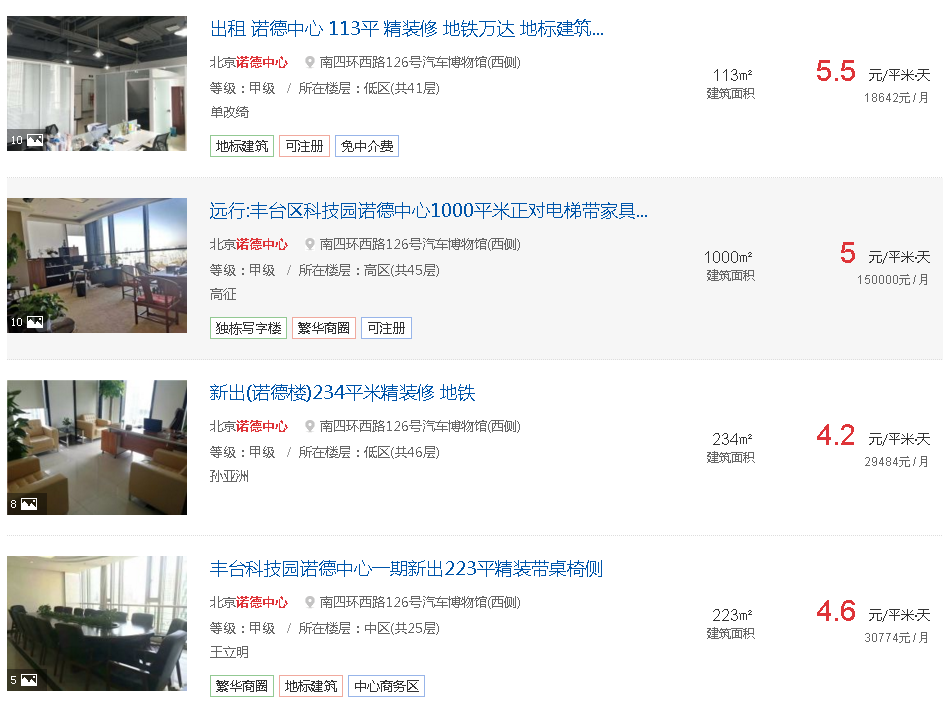 出租 诺德中心 113平 精装修 地铁万达 地标建筑...
北京诺德中心 南四环西路126号汽车博物馆(西侧)
等级：甲级 / 所在楼层：低区(共41层)
单改绮
地标建筑 可注册 免中介费
10
113m²
建筑面积
5.5 元/平米·天
18642元/月
远行:丰台区科技园诺德中心1000平米正对电梯带家具...
北京诺德中心 南四环西路126号汽车博物馆(西侧)
等级：甲级 / 所在楼层：高区(共45层)
高征
独栋写字楼 繁华商圈 可注册
10
1000m²
建筑面积
5 元/平米·天
150000元/月
新出(诺德楼)234平米精装修 地铁
北京诺德中心 南四环西路126号汽车博物馆(西侧)
等级：甲级 / 所在楼层：低区(共46层)
孙亚洲
8
234m²
建筑面积
4.2 元/平米·天
29484元/月
丰台科技园诺德中心一期新出223平精装带桌椅侧
北京诺德中心 南四环西路126号汽车博物馆(西侧)
等级：甲级 / 所在楼层：中区(共25层)
王立明
繁华商圈 地标建筑 中心商务区
5
223m²
建筑面积
4.6 元/平米·天
30774元/月